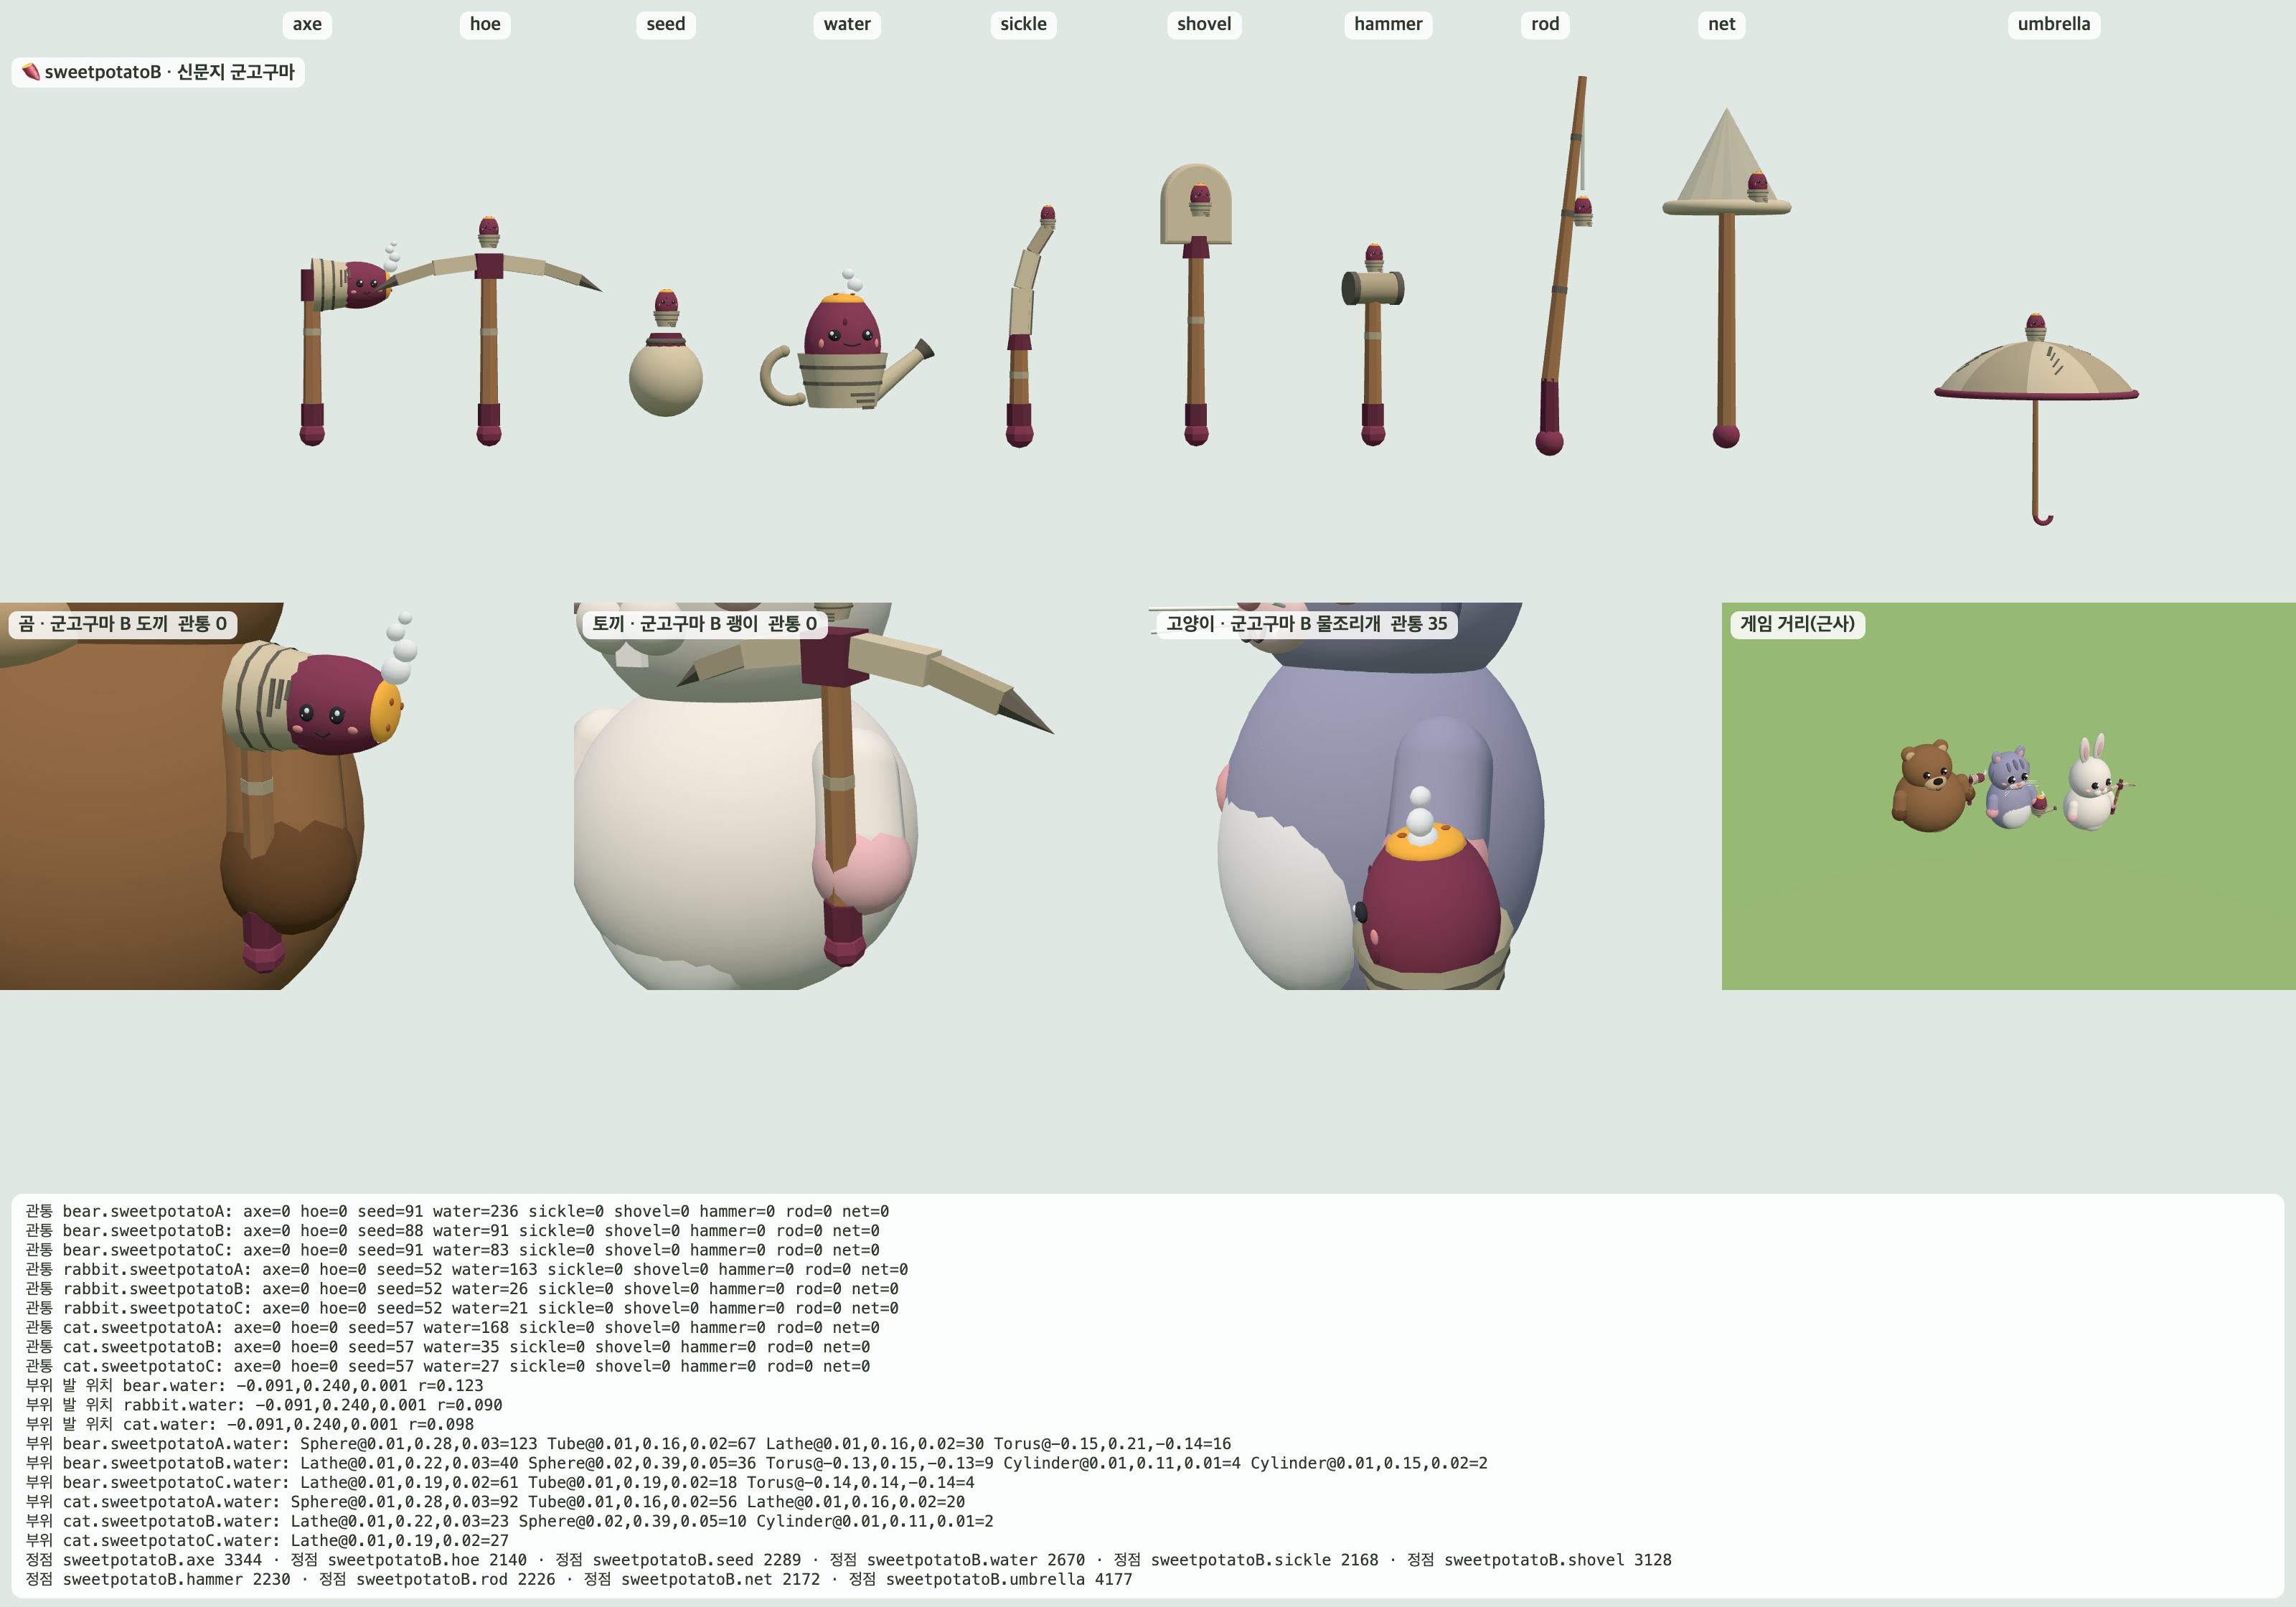 axe
hoe
seed
water
sickle
shovel
hammer
rod
net
umbrella
🍠 sweetpotatoB · 신문지 군고구마
곰 · 군고구마 B 도끼 관통 0
토끼 · 군고구마 B 괭이 관통 0
고양이 · 군고구마 B 물조리개 관통 35
게임 거리(근사)
관통 bear.sweetpotatoA: axe=0 hoe=0 seed=91 water=236 sickle=0 shovel=0 hammer=0 rod=0 net=0
관통 bear.sweetpotatoB: axe=0 hoe=0 seed=88 water=91 sickle=0 shovel=0 hammer=0 rod=0 net=0
관통 bear.sweetpotatoC: axe=0 hoe=0 seed=91 water=83 sickle=0 shovel=0 hammer=0 rod=0 net=0
관통 rabbit.sweetpotatoA: axe=0 hoe=0 seed=52 water=163 sickle=0 shovel=0 hammer=0 rod=0 net=0
관통 rabbit.sweetpotatoB: axe=0 hoe=0 seed=52 water=26 sickle=0 shovel=0 hammer=0 rod=0 net=0
관통 rabbit.sweetpotatoC: axe=0 hoe=0 seed=52 water=21 sickle=0 shovel=0 hammer=0 rod=0 net=0
관통 cat.sweetpotatoA: axe=0 hoe=0 seed=57 water=168 sickle=0 shovel=0 hammer=0 rod=0 net=0
관통 cat.sweetpotatoB: axe=0 hoe=0 seed=57 water=35 sickle=0 shovel=0 hammer=0 rod=0 net=0
관통 cat.sweetpotatoC: axe=0 hoe=0 seed=57 water=27 sickle=0 shovel=0 hammer=0 rod=0 net=0
부위 발 위치 bear.water: −0.091,0.240,0.001 r=0.123
부위 발 위치 rabbit.water: −0.091,0.240,0.001 r=0.090
부위 발 위치 cat.water: −0.091,0.240,0.001 r=0.098
부위 bear.sweetpotatoA.water: Sphere@0.01,0.28,0.03=123 Tube@0.01,0.16,0.02=67 Lathe@0.01,0.16,0.02=30 Torus@−0.15,0.21,−0.14=16
부위 bear.sweetpotatoB.water: Lathe@0.01,0.22,0.03=40 Sphere@0.02,0.39,0.05=36 Torus@−0.13,0.15,−0.13=9 Cylinder@0.01,0.11,0.01=4 Cylinder@0.01,0.15,0.02=2
부위 bear.sweetpotatoC.water: Lathe@0.01,0.19,0.02=61 Tube@0.01,0.19,0.02=18 Torus@−0.14,0.14,−0.14=4
부위 cat.sweetpotatoA.water: Sphere@0.01,0.28,0.03=92 Tube@0.01,0.16,0.02=56 Lathe@0.01,0.16,0.02=20
부위 cat.sweetpotatoB.water: Lathe@0.01,0.22,0.03=23 Sphere@0.02,0.39,0.05=10 Cylinder@0.01,0.11,0.01=2
부위 cat.sweetpotatoC.water: Lathe@0.01,0.19,0.02=27
정점 sweetpotatoB.axe 3344 · 정점 sweetpotatoB.hoe 2140 · 정점 sweetpotatoB.seed 2289 · 정점 sweetpotatoB.water 2670 · 정점 sweetpotatoB.sickle 2168 · 정점 sweetpotatoB.shovel 3128
정점 sweetpotatoB.hammer 2230 · 정점 sweetpotatoB.rod 2226 · 정점 sweetpotatoB.net 2172 · 정점 sweetpotatoB.umbrella 4177